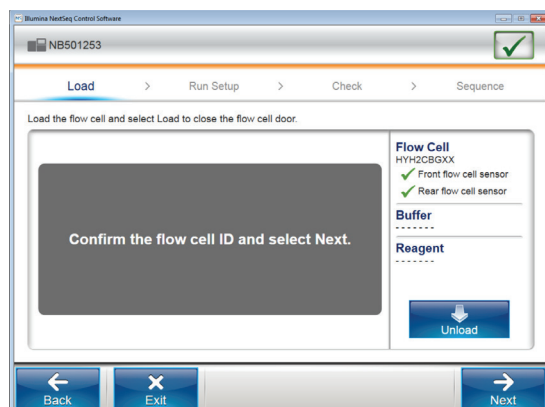 Illumina NextSeq Control Software
NB501253
Load > Run Setup > Check > Sequence
Load the flow cell and select Load to close the flow cell door.
Confirm the flow cell ID and select Next.
Flow Cell
HYH2CBGXX
Front flow cell sensor
Rear flow cell sensor
Buffer
-------
Reagent
-------
Unload
Back
Exit
Next